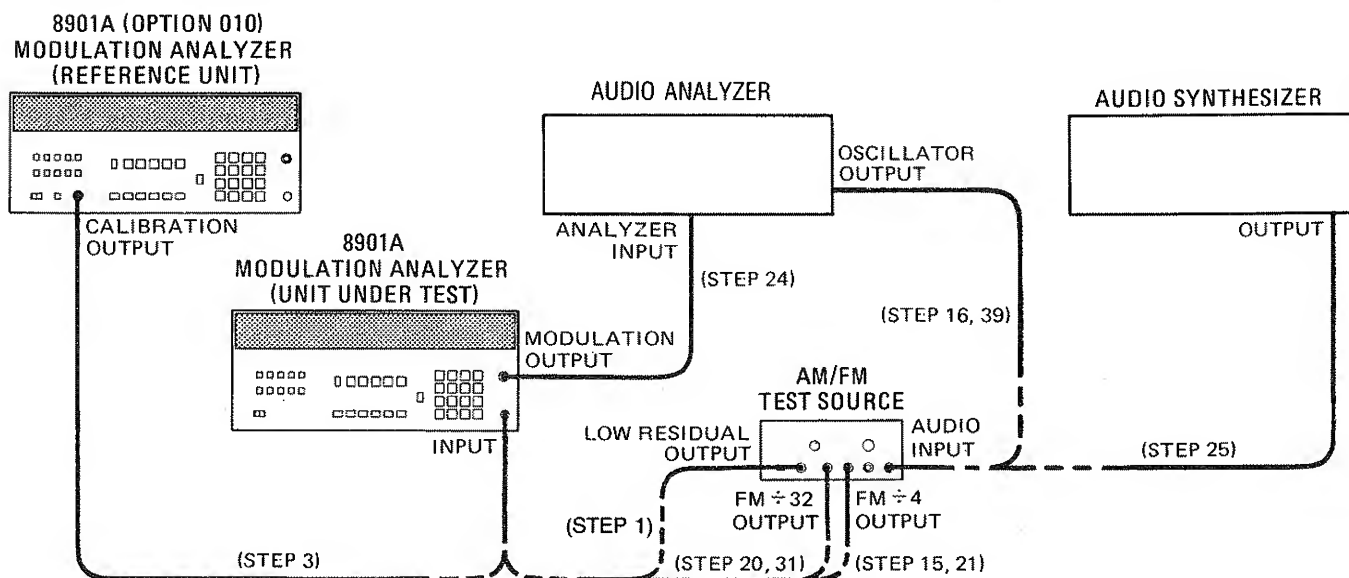 8901A (OPTION 010)
MODULATION ANALYZER
(REFERENCE UNIT)
CALIBRATION
OUTPUT
8901A
MODULATION ANALYZER
(UNIT UNDER TEST)
MODULATION
OUTPUT
INPUT
AUDIO ANALYZER
OSCILLATOR
OUTPUT
ANALYZER
INPUT
(STEP 24)
(STEP 16, 39)
AUDIO SYNTHESIZER
OUTPUT
AM/FM
TEST SOURCE
LOW RESIDUAL
OUTPUT
AUDIO
INPUT
(STEP 25)
FM ÷ 32
OUTPUT
FM ÷ 4
OUTPUT
(STEP 1)
(STEP 3)
(STEP 20, 31)
(STEP 15, 21)